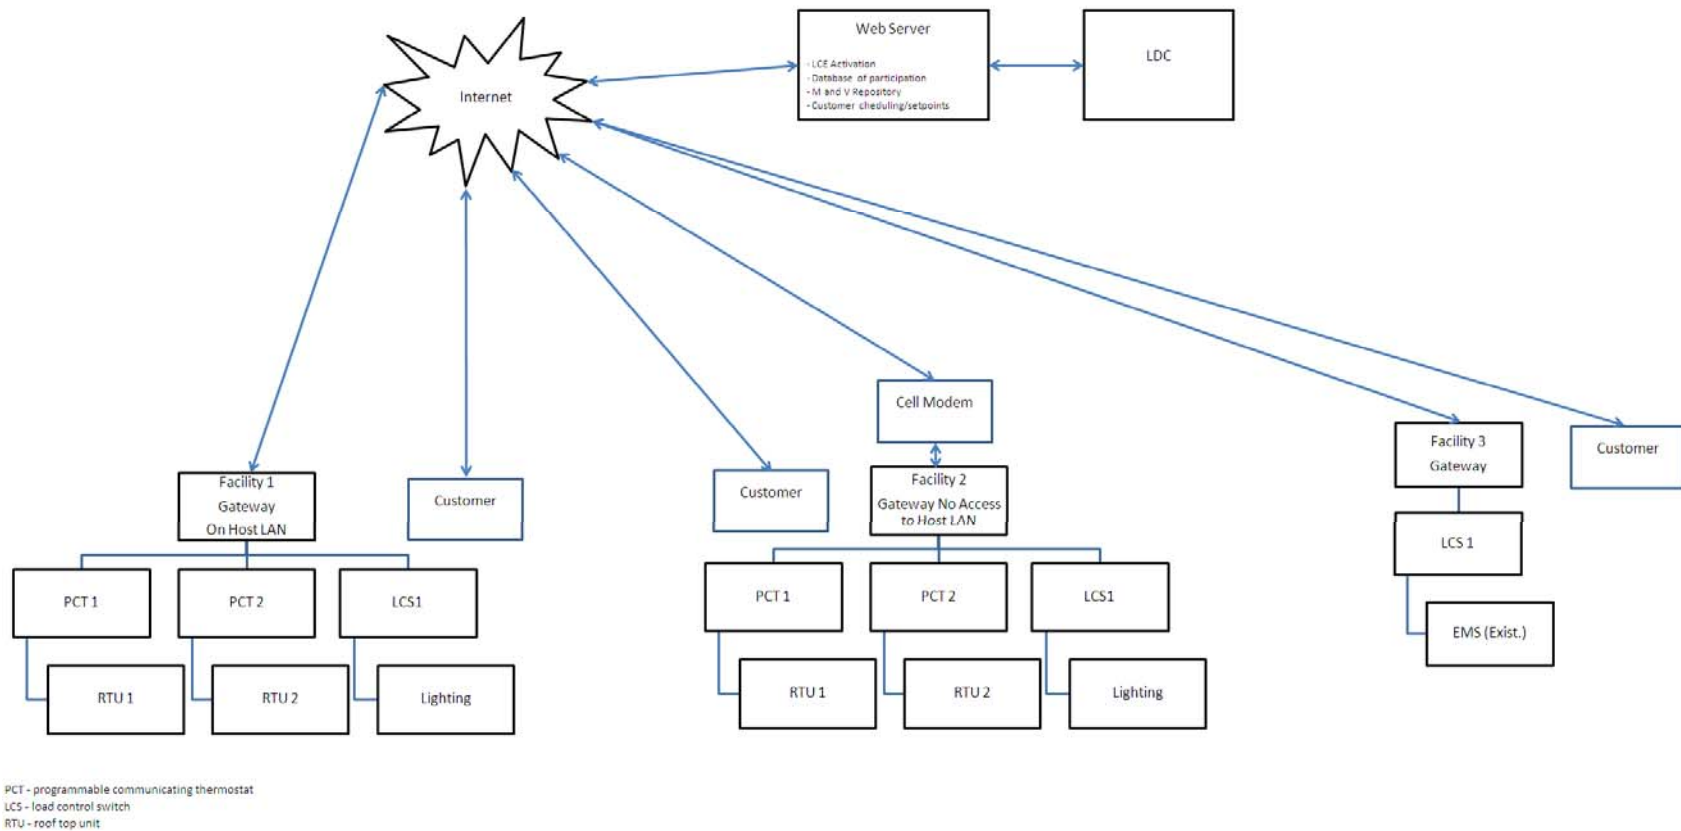 Web Server
- LCE Activation
- Database of participation
- M and V Repository
- Customer cheduling/setpoints
LDC
Internet
Cell Modem
Facility 1
Gateway
On Host LAN
Customer
Customer
Facility 2
Gateway No Access
to Host LAN
Facility 3
Gateway
Customer
LCS 1
EMS (Exist.)
PCT 1
PCT 2
LCS1
PCT 1
PCT 2
LCS1
RTU 1
RTU 2
Lighting
RTU 1
RTU 2
Lighting
PCT - programmable communicating thermostat
LCS - load control switch
RTU - roof top unit